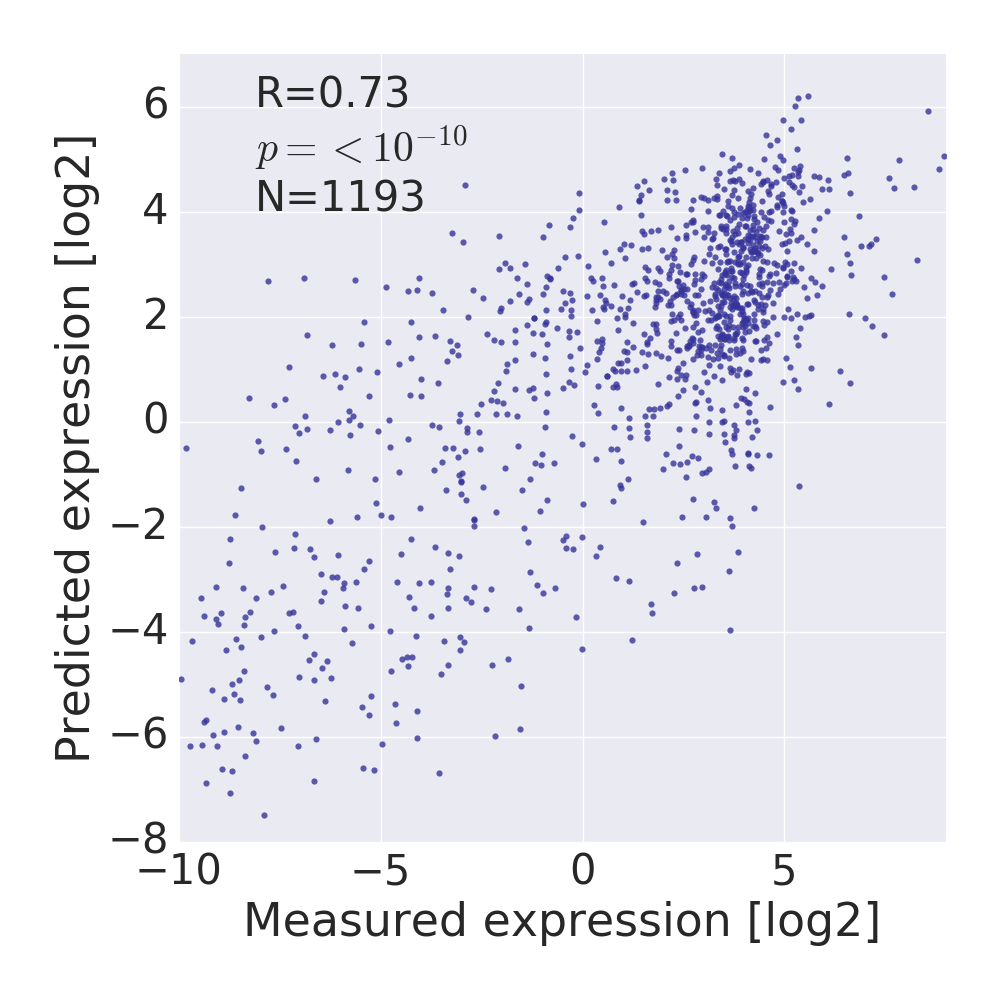 R=0.73
p = < 10⁻¹⁰
N=1193
6
4
2
0
−2
−4
−6
−8
−10
−5
0
5
Predicted expression [log2]
Measured expression [log2]